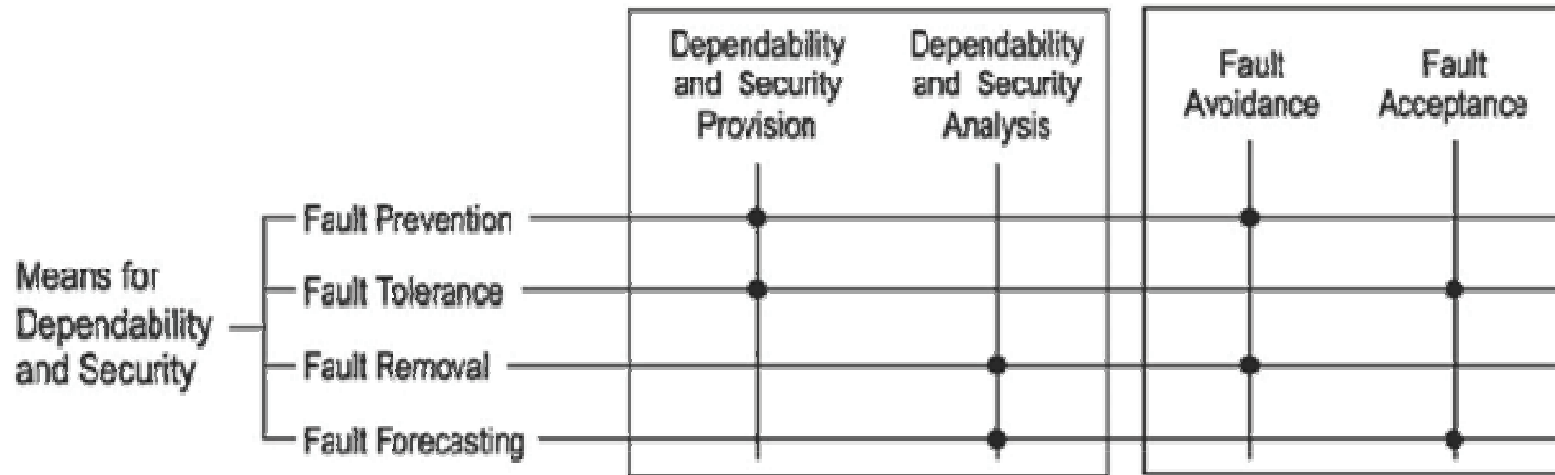 Dependability
and Security
Provision
Dependability
and Security
Analysis
Fault
Avoidance
Fault
Acceptance
Means for
Dependability
and Security
Fault Prevention
Fault Tolerance
Fault Removal
Fault Forecasting